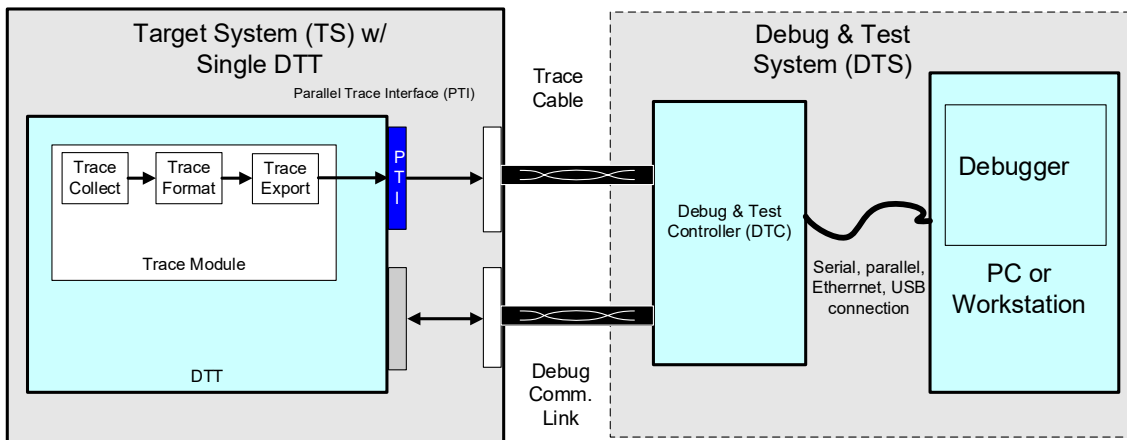 Target System (TS) w/
Single DTT
Parallel Trace Interface (PTI)
Trace
Collect
Trace
Format
Trace
Export
Trace Module
DTT
P
T
I
Trace
Cable
Debug
Comm.
Link
Debug & Test
System (DTS)
Debug & Test
Controller (DTC)
Serial, parallel,
Etherrnet, USB
connection
Debugger
PC or
Workstation